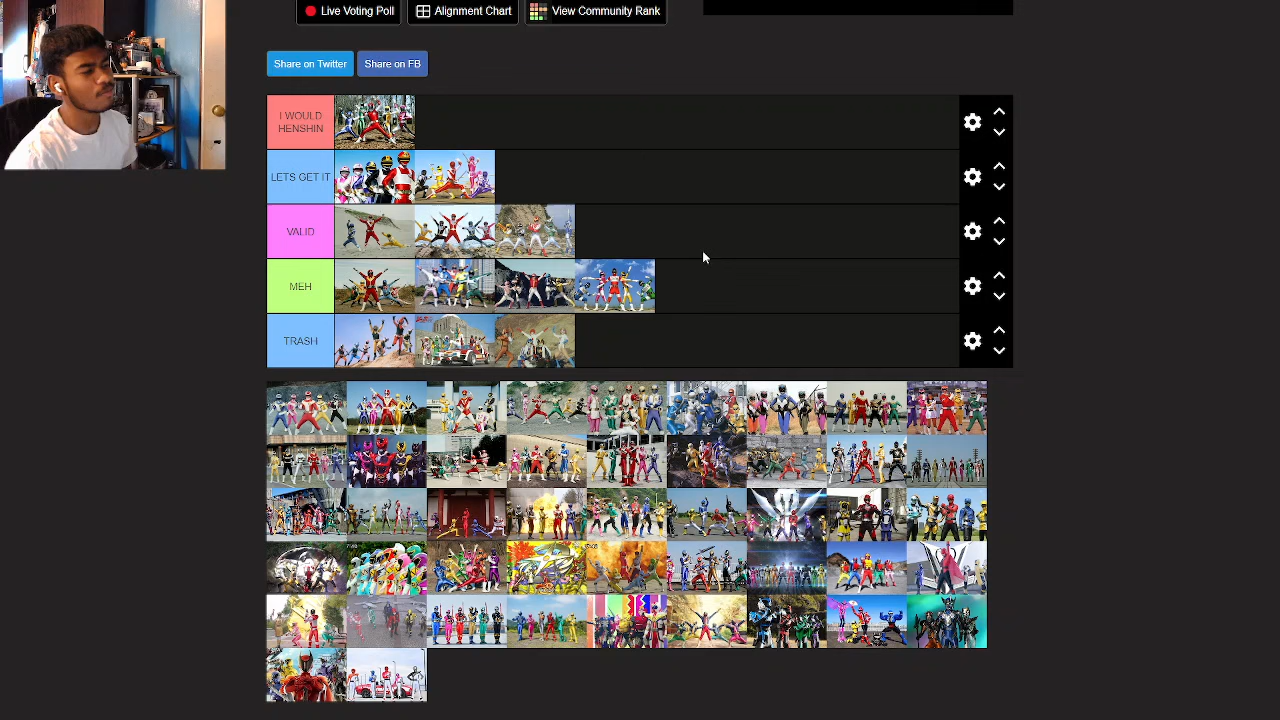 Live Voting Poll
Alignment Chart
View Community Rank
Share on Twitter
Share on FB
I WOULD
HENSHIN
LETS GET IT
VALID
MEH
TRASH